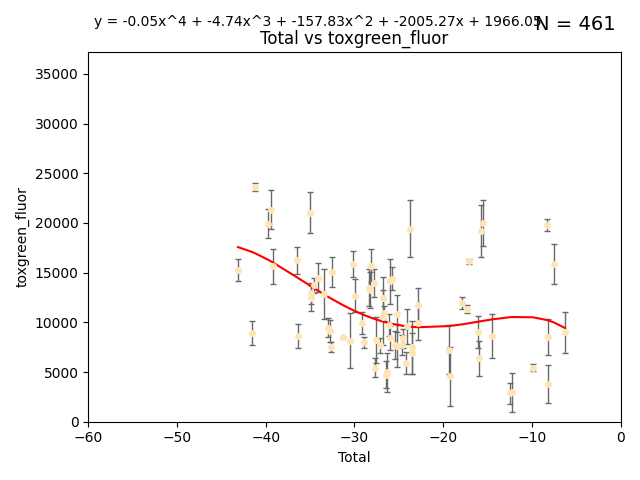 y = -0.05x^4 + -4.74x^3 + -157.83x^2 + -2005.27x + 1966.05
N = 461
Total vs toxgreen_fluor
35000
30000
25000
20000
15000
10000
5000
0
toxgreen_fluor
−60 −50 −40 −30 −20 −10 0
Total